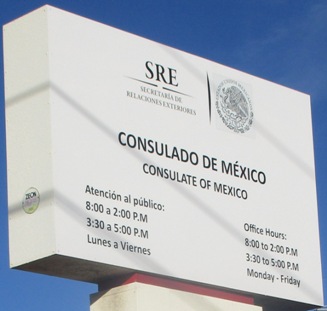 SRE
SECRETARÍA DE
RELACIONES EXTERIORES
CONSULADO DE MÉXICO
CONSULATE OF MEXICO
Atención al público:
8:00 a 2:00 P.M
3:30 a 5:00 P.M
Lunes a Viernes
Office Hours:
8:00 to 2:00 P.M
3:30 to 5:00 P.M
Monday - Friday
ZEON